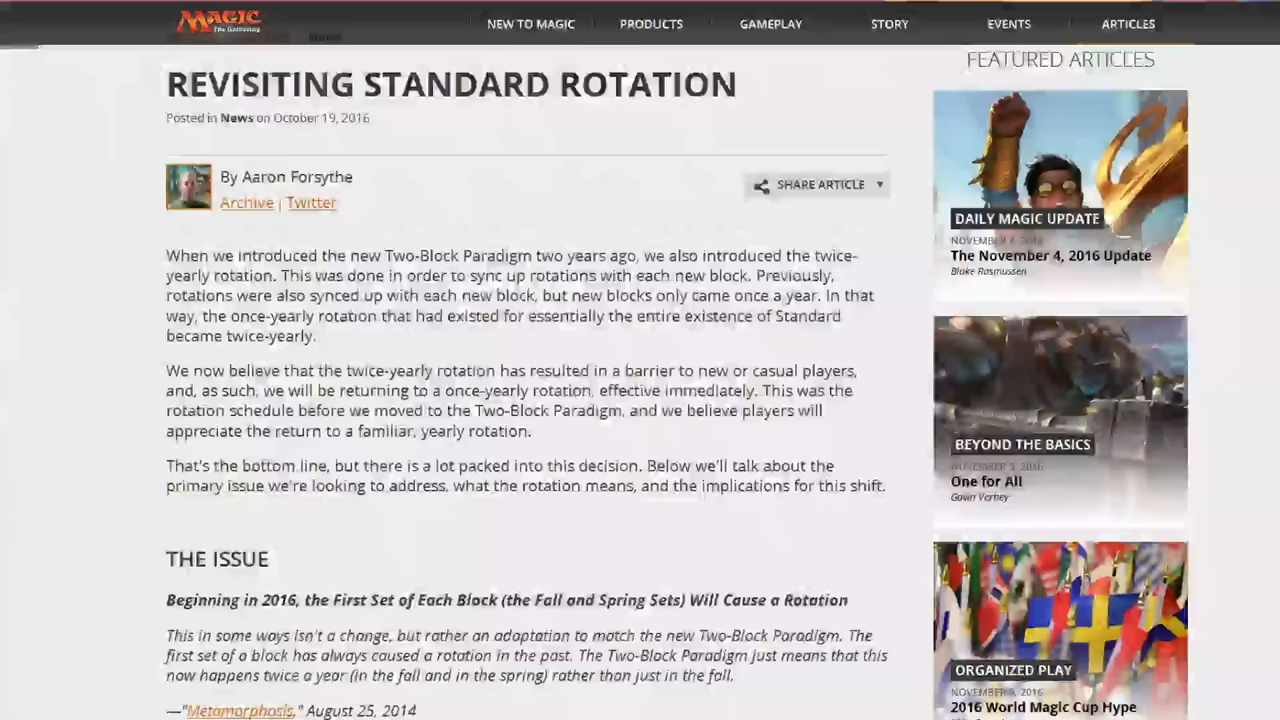 MAGIC
The Gathering
NEW TO MAGIC
PRODUCTS
GAMEPLAY
STORY
EVENTS
ARTICLES
REVISITING STANDARD ROTATION
Posted in News on October 19, 2016
By Aaron Forsythe
Archive | Twitter
SHARE ARTICLE
When we introduced the new Two-Block Paradigm two years ago, we also introduced the twice-
yearly rotation. This was done in order to sync up rotations with each new block. Previously,
rotations were also synced up with each new block, but new blocks only came once a year. In that
way, the once-yearly rotation that had existed for essentially the entire existence of Standard
became twice-yearly.
We now believe that the twice-yearly rotation has resulted in a barrier to new or casual players,
and, as such, we will be returning to a once-yearly rotation, effective immediately. This was the
rotation schedule before we moved to the Two-Block Paradigm, and we believe players will
appreciate the return to a familiar, yearly rotation.
That's the bottom line, but there is a lot packed into this decision. Below we'll talk about the
primary issue we're looking to address, what the rotation means, and the implications for this shift.
THE ISSUE
Beginning in 2016, the First Set of Each Block (the Fall and Spring Sets) Will Cause a Rotation
This in some ways isn't a change, but rather an adaptation to match the new Two-Block Paradigm. The
first set of a block has always caused a rotation in the past. The Two-Block Paradigm just means that this
now happens twice a year (in the fall and in the spring) rather than just in the fall.
—"Metamorphosis," August 25, 2014
FEATURED ARTICLES
DAILY MAGIC UPDATE
NOVEMBER 4, 2016
The November 4, 2016 Update
Blake Rasmussen
BEYOND THE BASICS
NOVEMBER 3, 2016
One for All
Gavin Verhey
ORGANIZED PLAY
NOVEMBER 3, 2016
2016 World Magic Cup Hype